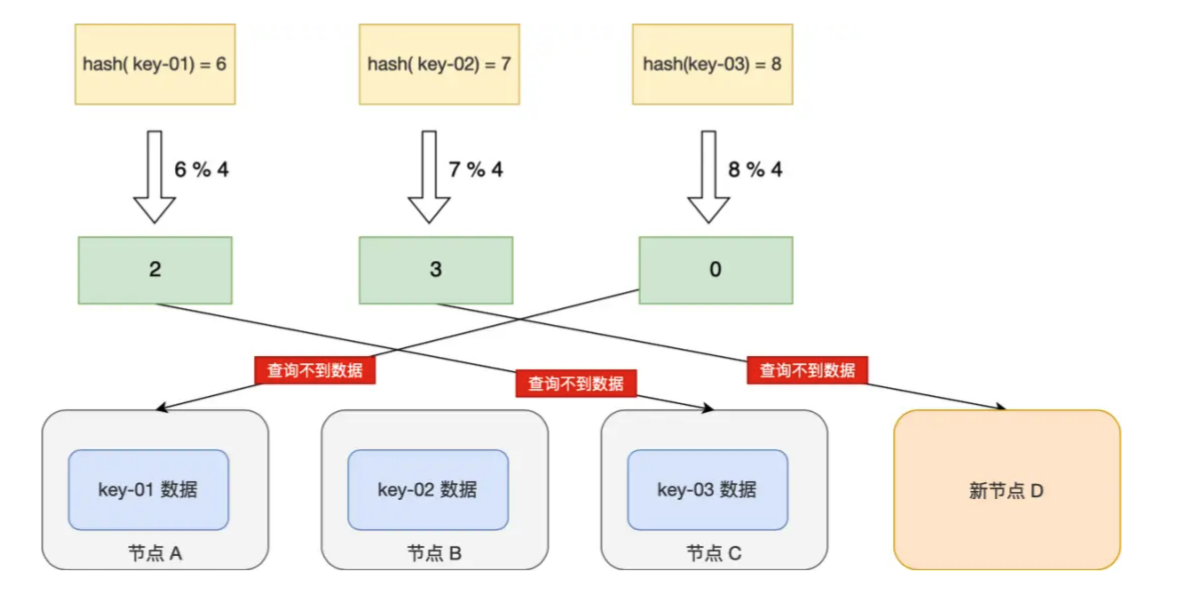 hash( key-01) = 6
hash( key-02) = 7
hash(key-03) = 8
6 % 4
7 % 4
8 % 4
2
3
0
查询不到数据
查询不到数据
查询不到数据
key-01 数据
key-02 数据
key-03 数据
新节点 D
节点 A
节点 B
节点 C